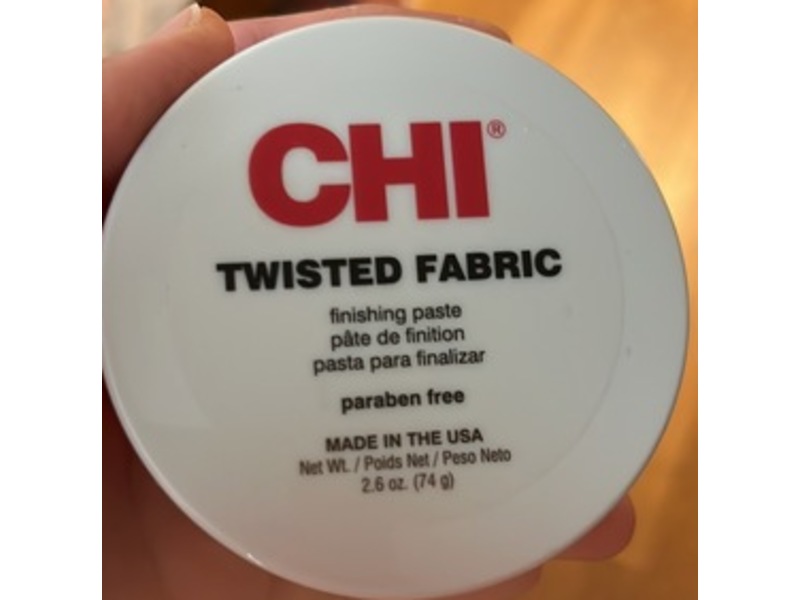 CHI®
TWISTED FABRIC
finishing paste
pâte de finition
pasta para finalizar
paraben free
MADE IN THE USA
Net Wt. / Poids Net / Peso Neto
2.6 oz. (74 g)